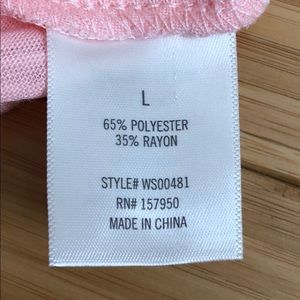 L
65% POLYESTER
35% RAYON
STYLE# WS00481
RN# 157950
MADE IN CHINA